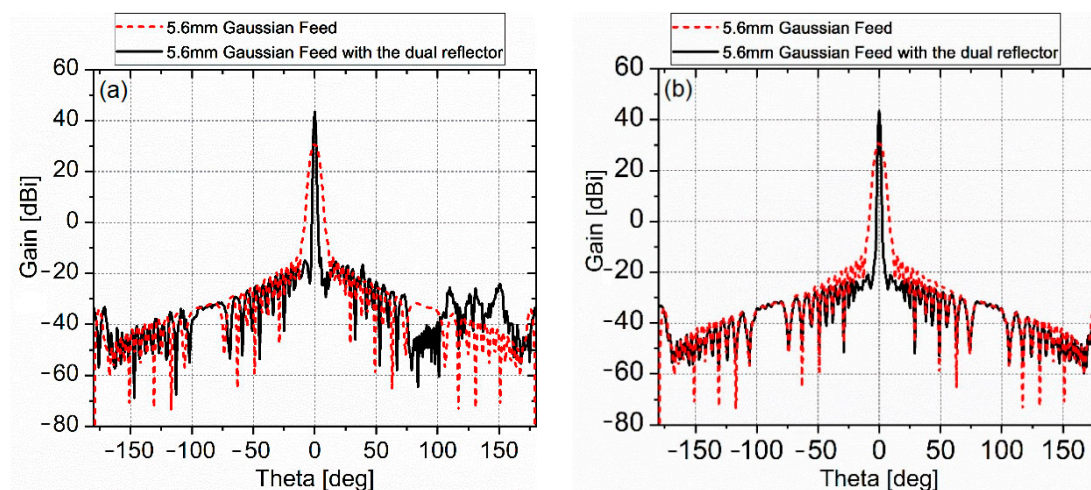 5.6mm Gaussian Feed
5.6mm Gaussian Feed with the dual reflector
(a)
Gain [dBi]
60
40
20
0
−20
−40
−60
−80
−150 −100 −50 0 50 100 150
Theta [deg]
5.6mm Gaussian Feed
5.6mm Gaussian Feed with the dual reflector
(b)
Gain [dBi]
60
40
20
0
−20
−40
−60
−80
−150 −100 −50 0 50 100 150
Theta [deg]